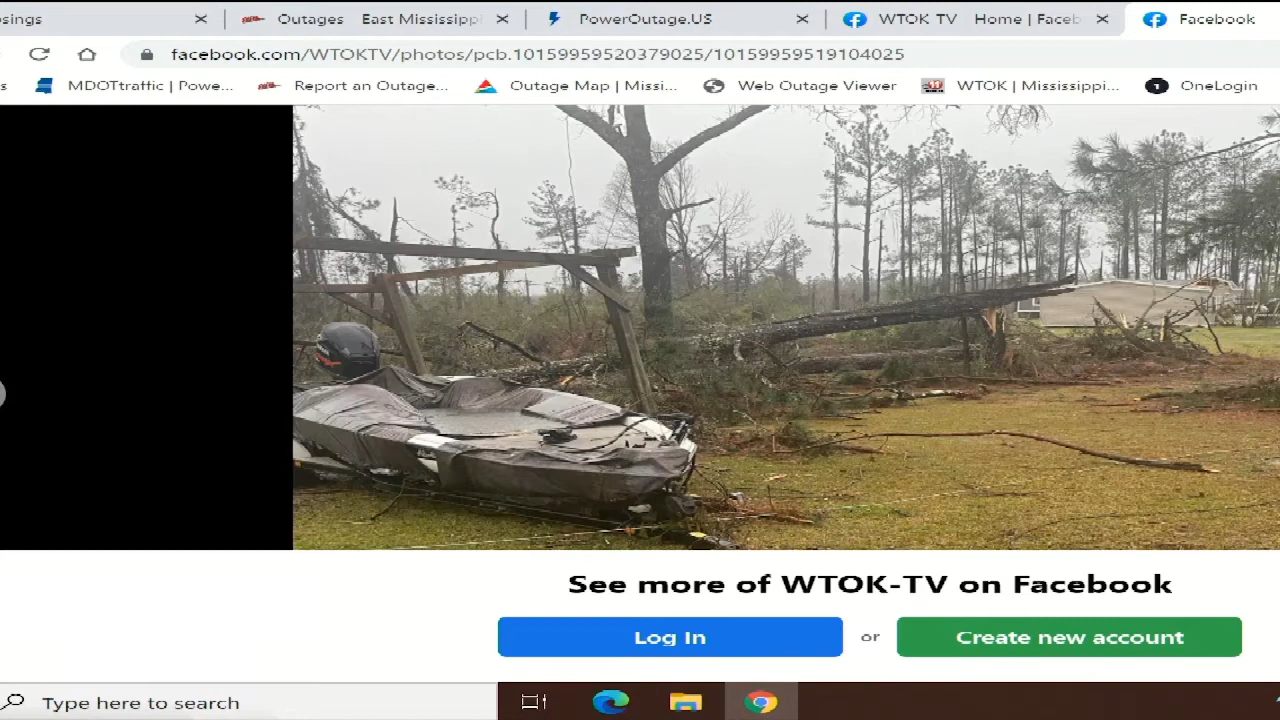 osings
Outages East Mississippi
PowerOutage.US
WTOK TV Home | Faceb
Facebook
facebook.com/WTOKTV/photos/pcb.10159959520379025/10159959519104025
s
MDOTtraffic | Powe...
Report an Outage...
Outage Map | Missi...
Web Outage Viewer
WTOK | Mississippi...
OneLogin
See more of WTOK-TV on Facebook
Log In
or
Create new account
Type here to search